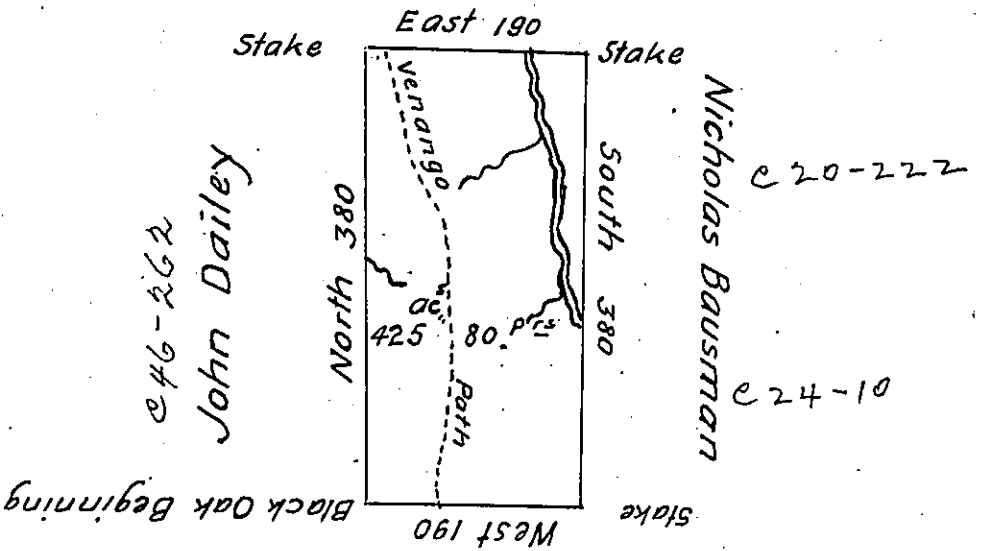 East 190
Stake
Stake
Venango
Path
North 380
South 380
ac,s
425
80.
prs
John Dailey
C 46-262
Nicholas Bausman
C 20-222
C 24-10
Black Oak Beginning
West 190
Stake